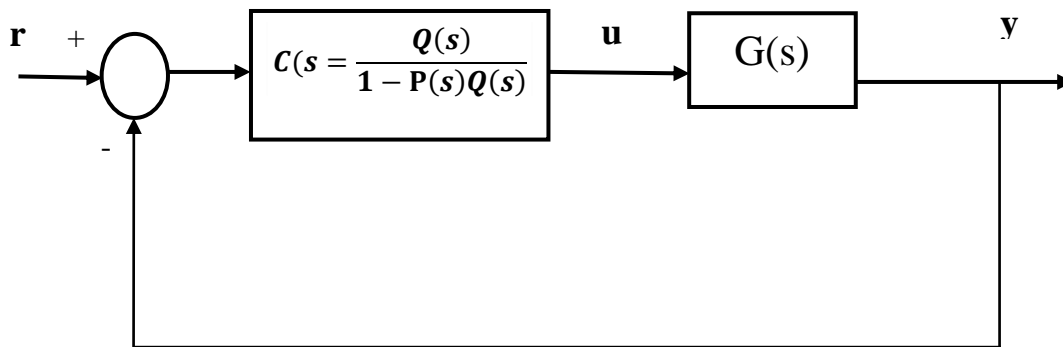 r
+
-
C(s = Q(s) / 1 − P(s)Q(s)
u
G(s)
y